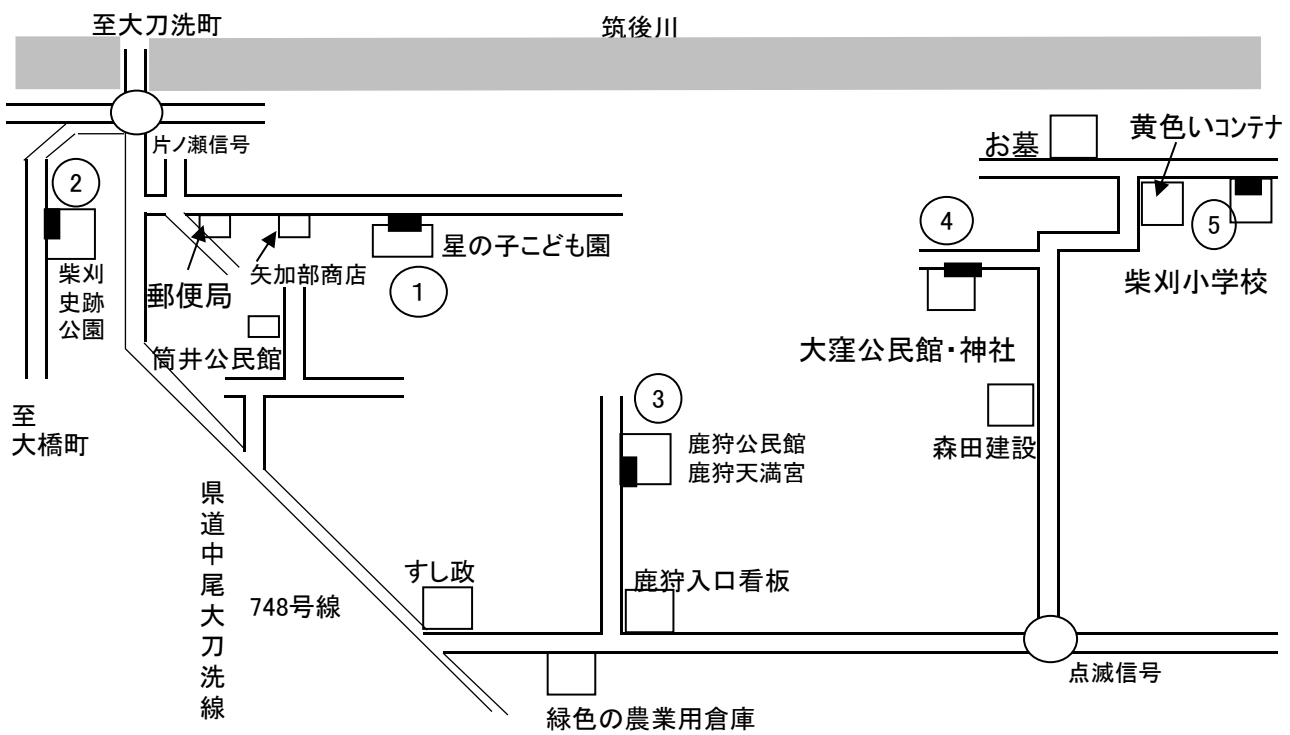 至大刀洗町
筑後川
片ノ瀬信号
お墓
黄色いコンテナ
2
4
5
柴刈
史跡
公園
郵便局
矢加部商店
星の子こども園
1
柴刈小学校
筒井公民館
大窪公民館・神社
至
大橋町
3
鹿狩公民館
鹿狩天満宮
森田建設
県道中尾大刀洗線
748号線
すし政
鹿狩入口看板
点滅信号
緑色の農業用倉庫